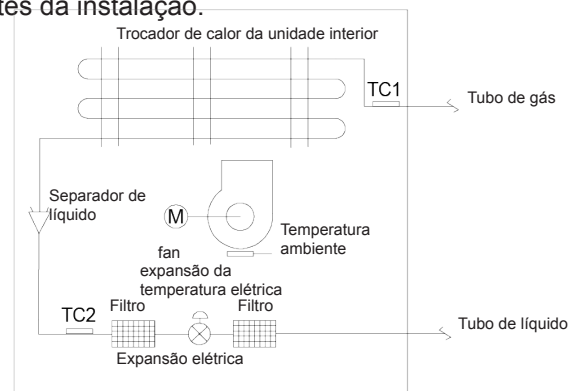 tes da instalação.
Trocador de calor da unidade interior
TC1
Tubo de gás
Separador de
líquido
M
Temperatura
ambiente
fan
expansão da
temperatura elétrica
TC2
Filtro
Filtro
Tubo de líquido
Expansão elétrica